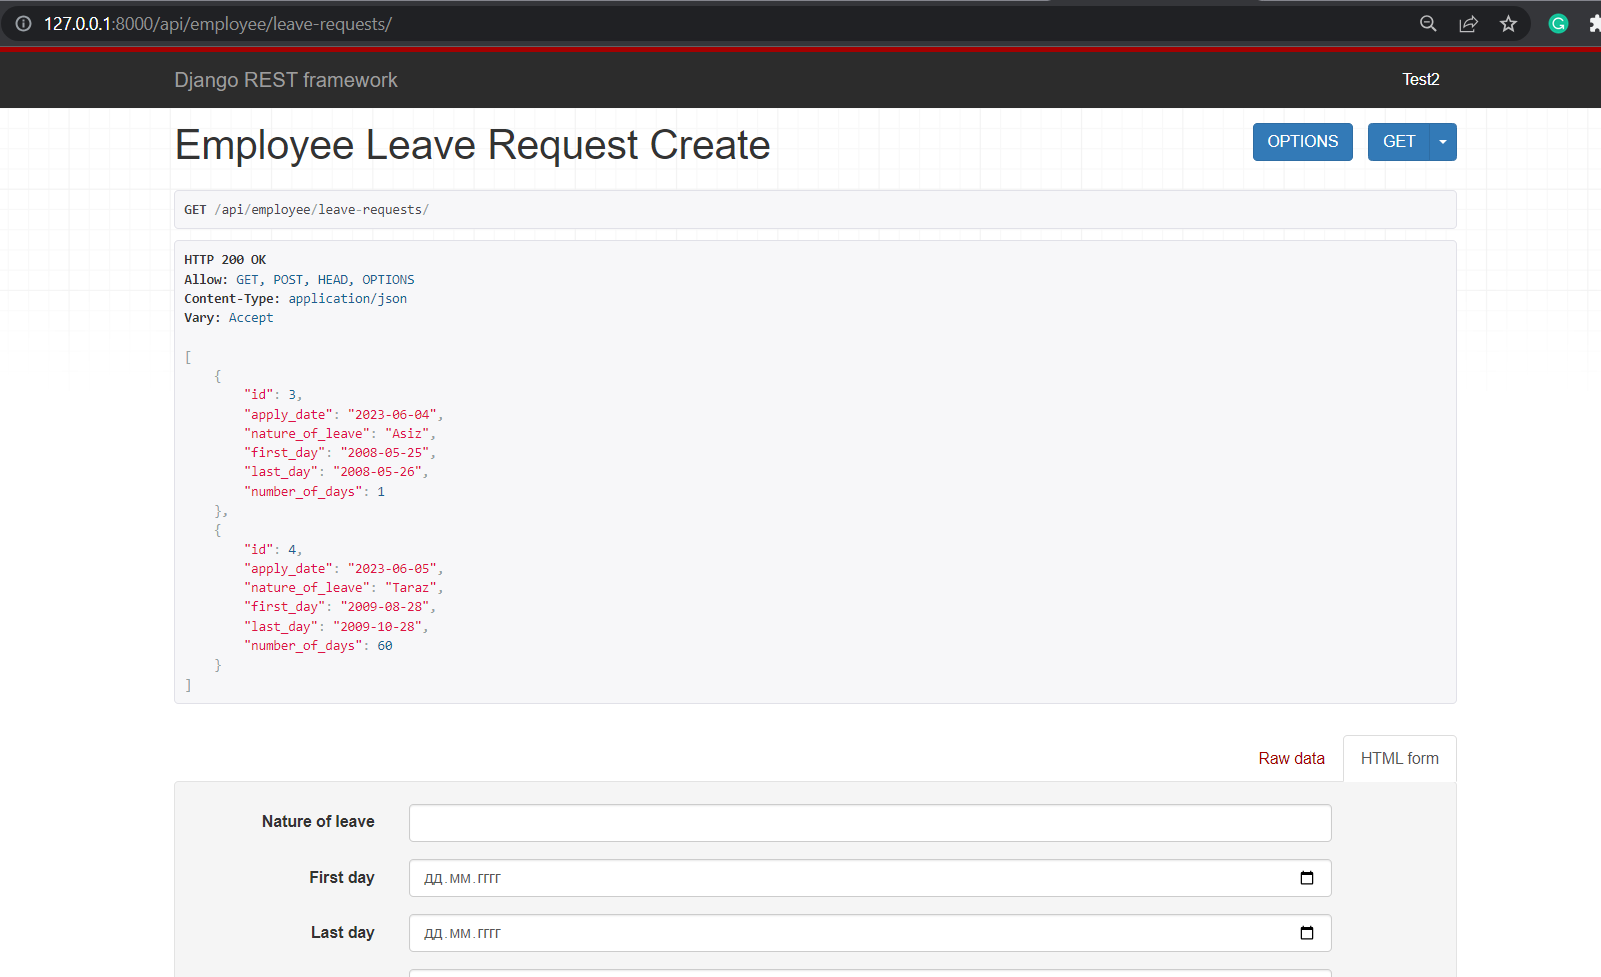 127.0.0.1:8000/api/employee/leave-requests/
Django REST framework
Test2
Employee Leave Request Create
OPTIONS
GET
GET /api/employee/leave-requests/
HTTP 200 OK
Allow: GET, POST, HEAD, OPTIONS
Content-Type: application/json
Vary: Accept
[
    {
        "id": 3,
        "apply_date": "2023-06-04",
        "nature_of_leave": "Asiz",
        "first_day": "2008-05-25",
        "last_day": "2008-05-26",
        "number_of_days": 1
    },
    {
        "id": 4,
        "apply_date": "2023-06-05",
        "nature_of_leave": "Taraz",
        "first_day": "2009-08-28",
        "last_day": "2009-10-28",
        "number_of_days": 60
    }
]
Raw data
HTML form
Nature of leave
First day
дд.мм.гггг
Last day
дд.мм.гггг